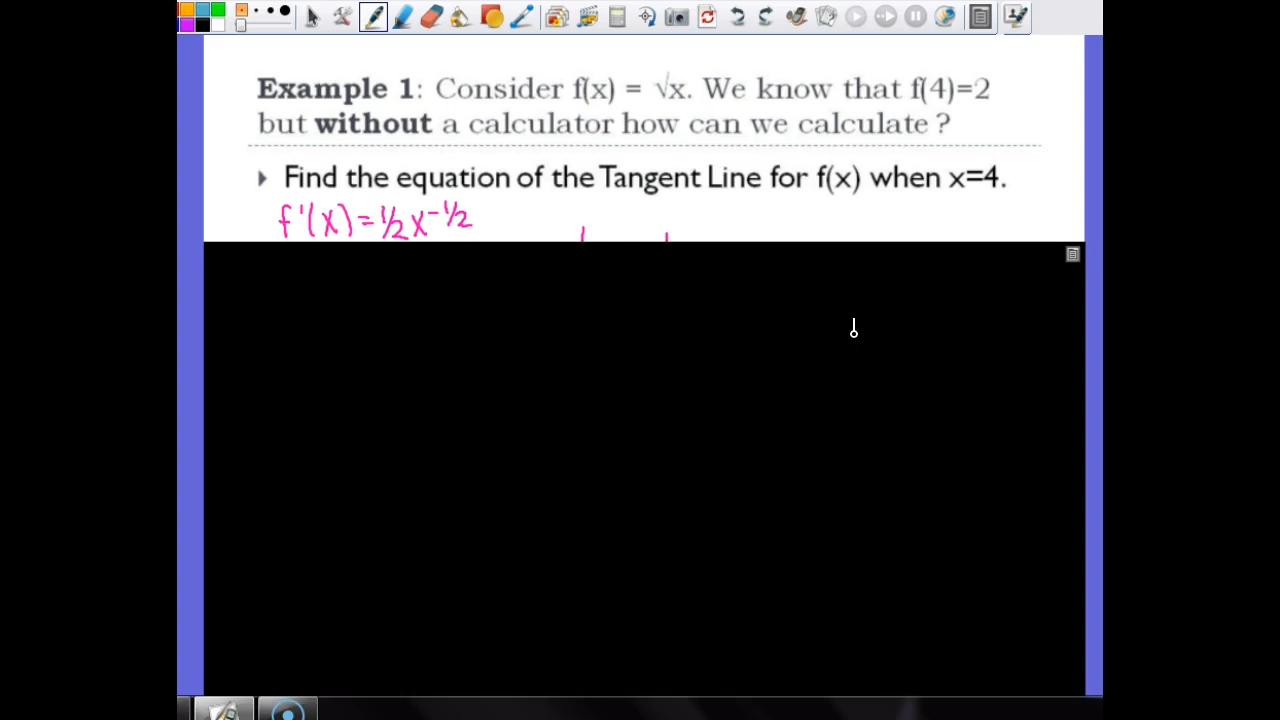 Example 1: Consider f(x) = √x. We know that f(4)=2
but without a calculator how can we calculate ?
Find the equation of the Tangent Line for f(x) when x=4.
f'(x)=½x-½